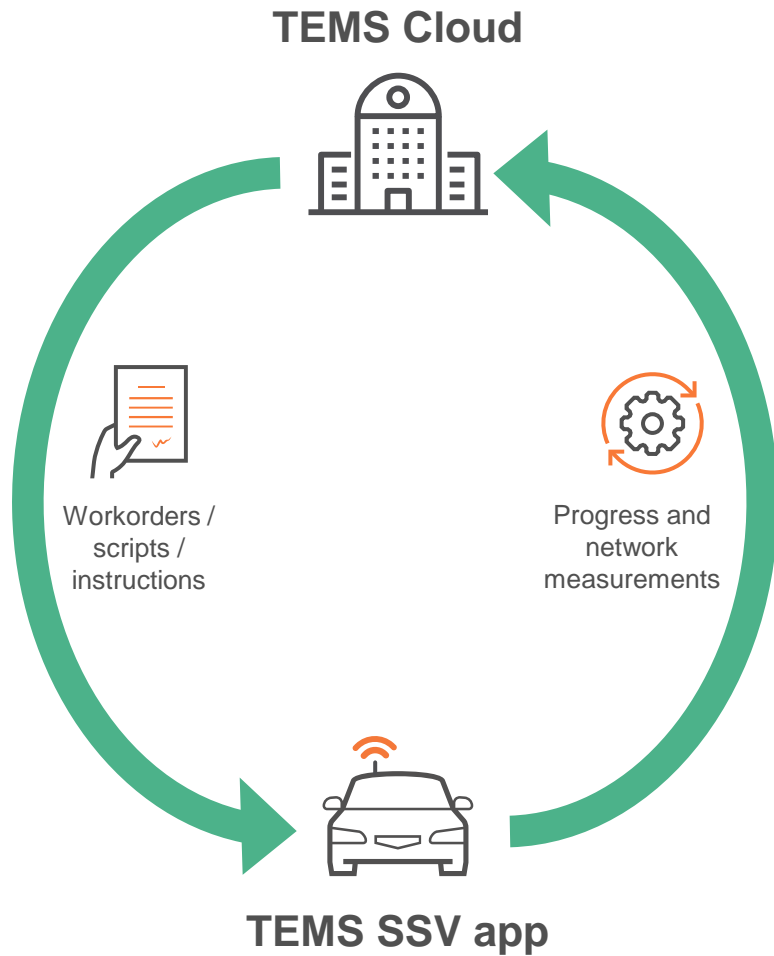 TEMS Cloud
Workorders /
scripts /
instructions
Progress and
network
measurements
TEMS SSV app